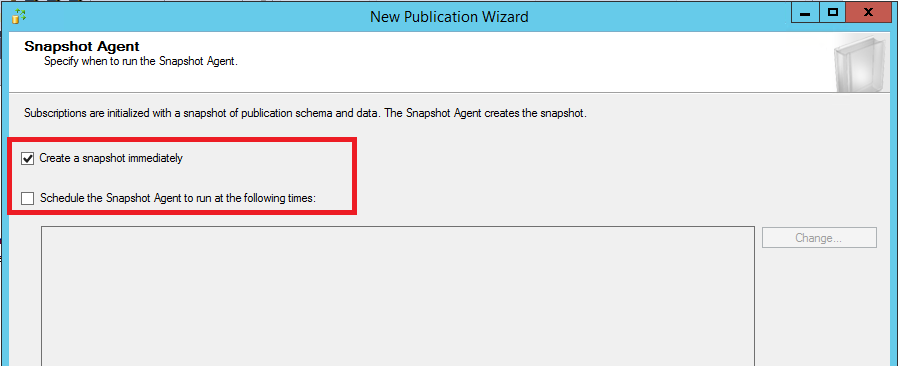 New Publication Wizard
X
Snapshot Agent
Specify when to run the Snapshot Agent.
Subscriptions are initialized with a snapshot of publication schema and data. The Snapshot Agent creates the snapshot.
Create a snapshot immediately
Schedule the Snapshot Agent to run at the following times:
Change...